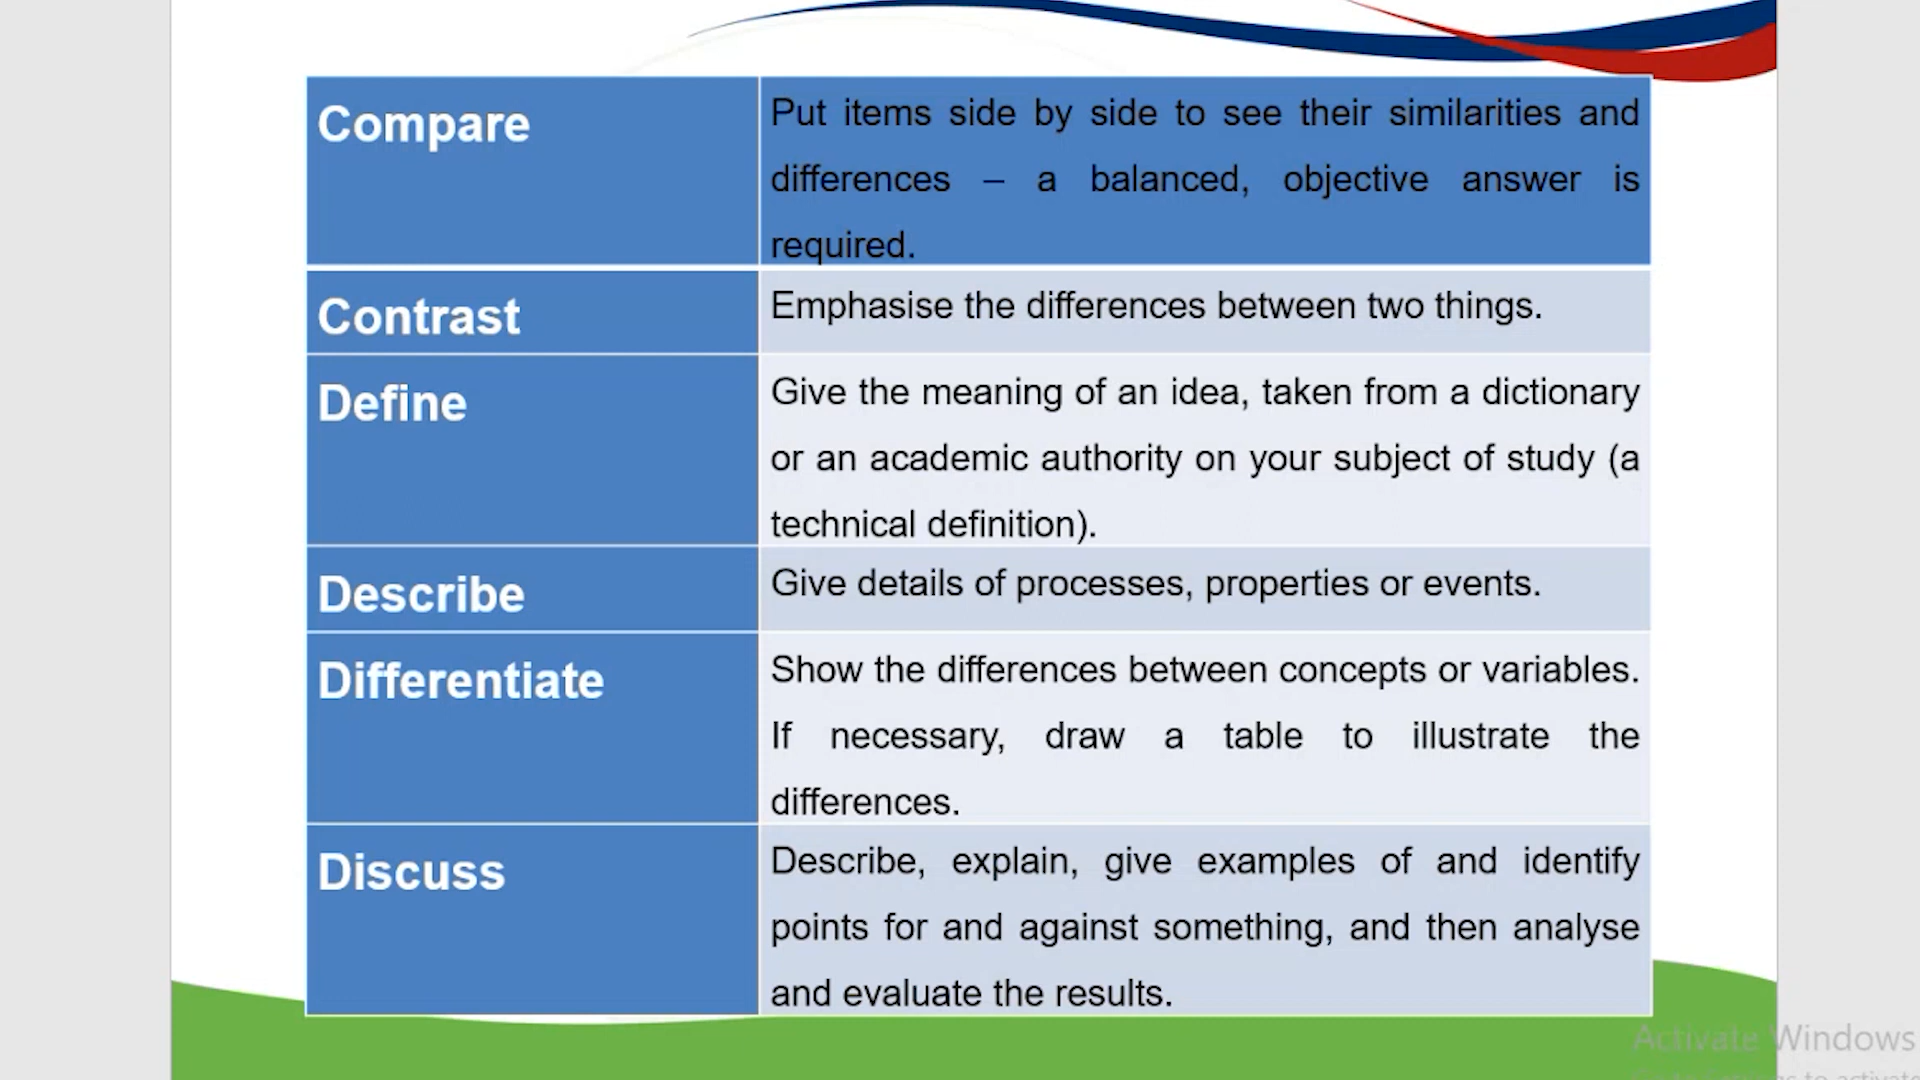 Compare
Put items side by side to see their similarities and
differences – a balanced, objective answer is
required.
Contrast
Emphasise the differences between two things.
Define
Give the meaning of an idea, taken from a dictionary
or an academic authority on your subject of study (a
technical definition).
Describe
Give details of processes, properties or events.
Differentiate
Show the differences between concepts or variables.
If necessary, draw a table to illustrate the
differences.
Discuss
Describe, explain, give examples of and identify
points for and against something, and then analyse
and evaluate the results.
Activate Windows